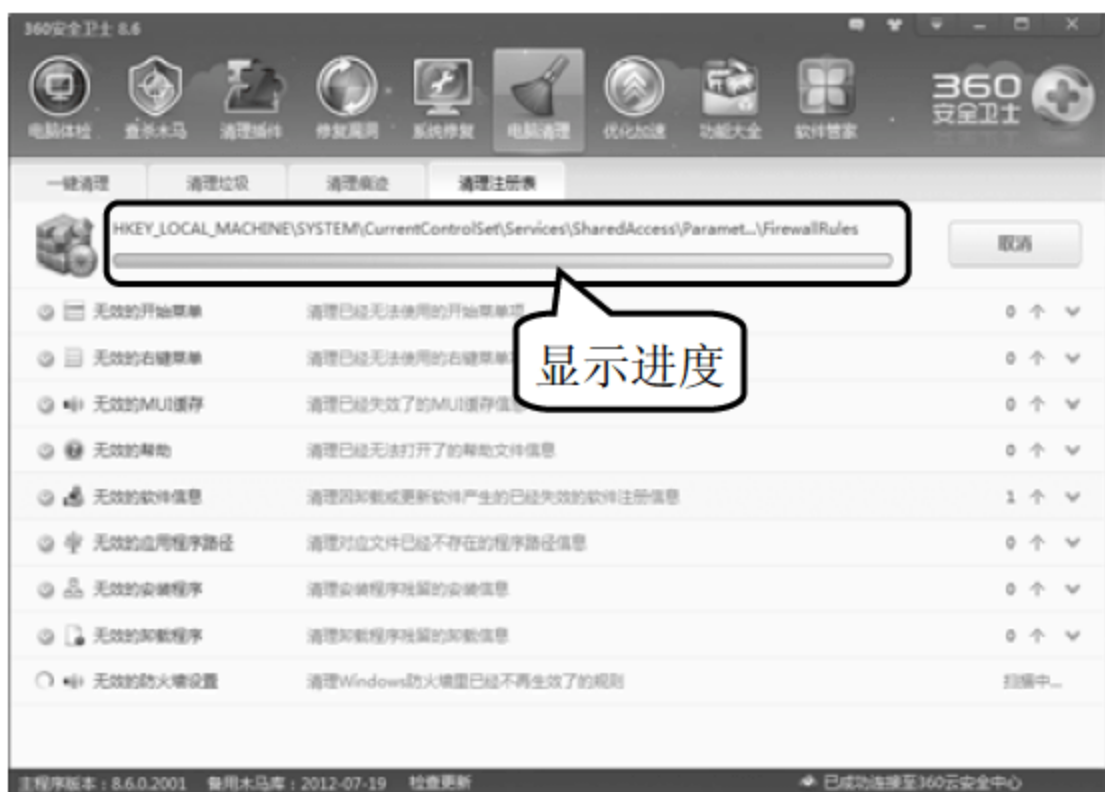 360安全卫士 8.6
电脑体检 查杀木马 清理插件 修复漏洞 系统修复 电脑清理 优化加速 功能大全 软件管家 360安全卫士
一键清理 清理垃圾 清理痕迹 清理注册表
HKEY_LOCAL_MACHINE\SYSTEM\CurrentControlSet\Services\SharedAccess\Paramet...\FirewallRules
取消
显示进度
无效的开始菜单 清理已经无法使用的开始菜单项 0 个
无效的右键菜单 清理已经无法使用的右键菜单 0 个
无效的MUI缓存 清理已经失效了的MUI缓存信息 0 个
无效的帮助 清理已经无法打开了的帮助文件信息 0 个
无效的软件信息 清理因卸载或更新软件产生的已经失效的软件注册信息 1 个
无效的应用程序路径 清理对应文件已经不存在的程序路径信息 0 个
无效的安装程序 清理安装程序残留的安装信息 0 个
无效的卸载程序 清理卸载程序残留的卸载信息 0 个
无效的防火墙设置 清理Windows防火墙里已经不再生效了的规则 扫描中...
主程序版本：8.6.0.2001 备用木马库：2012-07-19 检查更新 已成功连接至360云安全中心